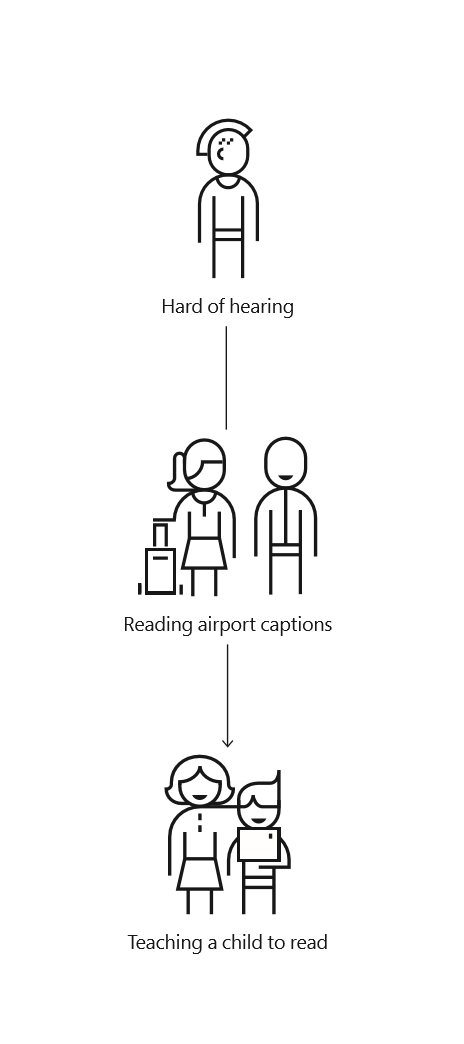 Hard of hearing
Reading airport captions
Teaching a child to read